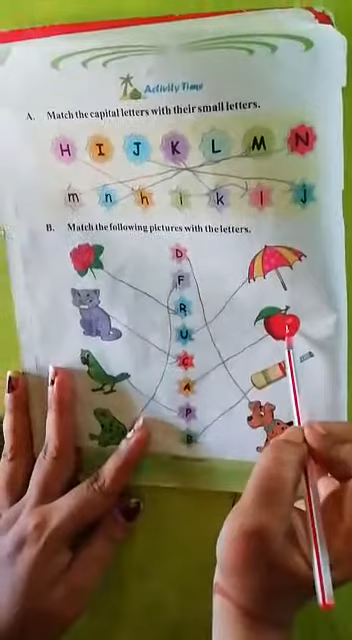 Activity Time
A. Match the capital letters with their small letters.
H I J K L M N
m n h i k l j
B. Match the following pictures with the letters.
D
F
R
U
C
A
P
B